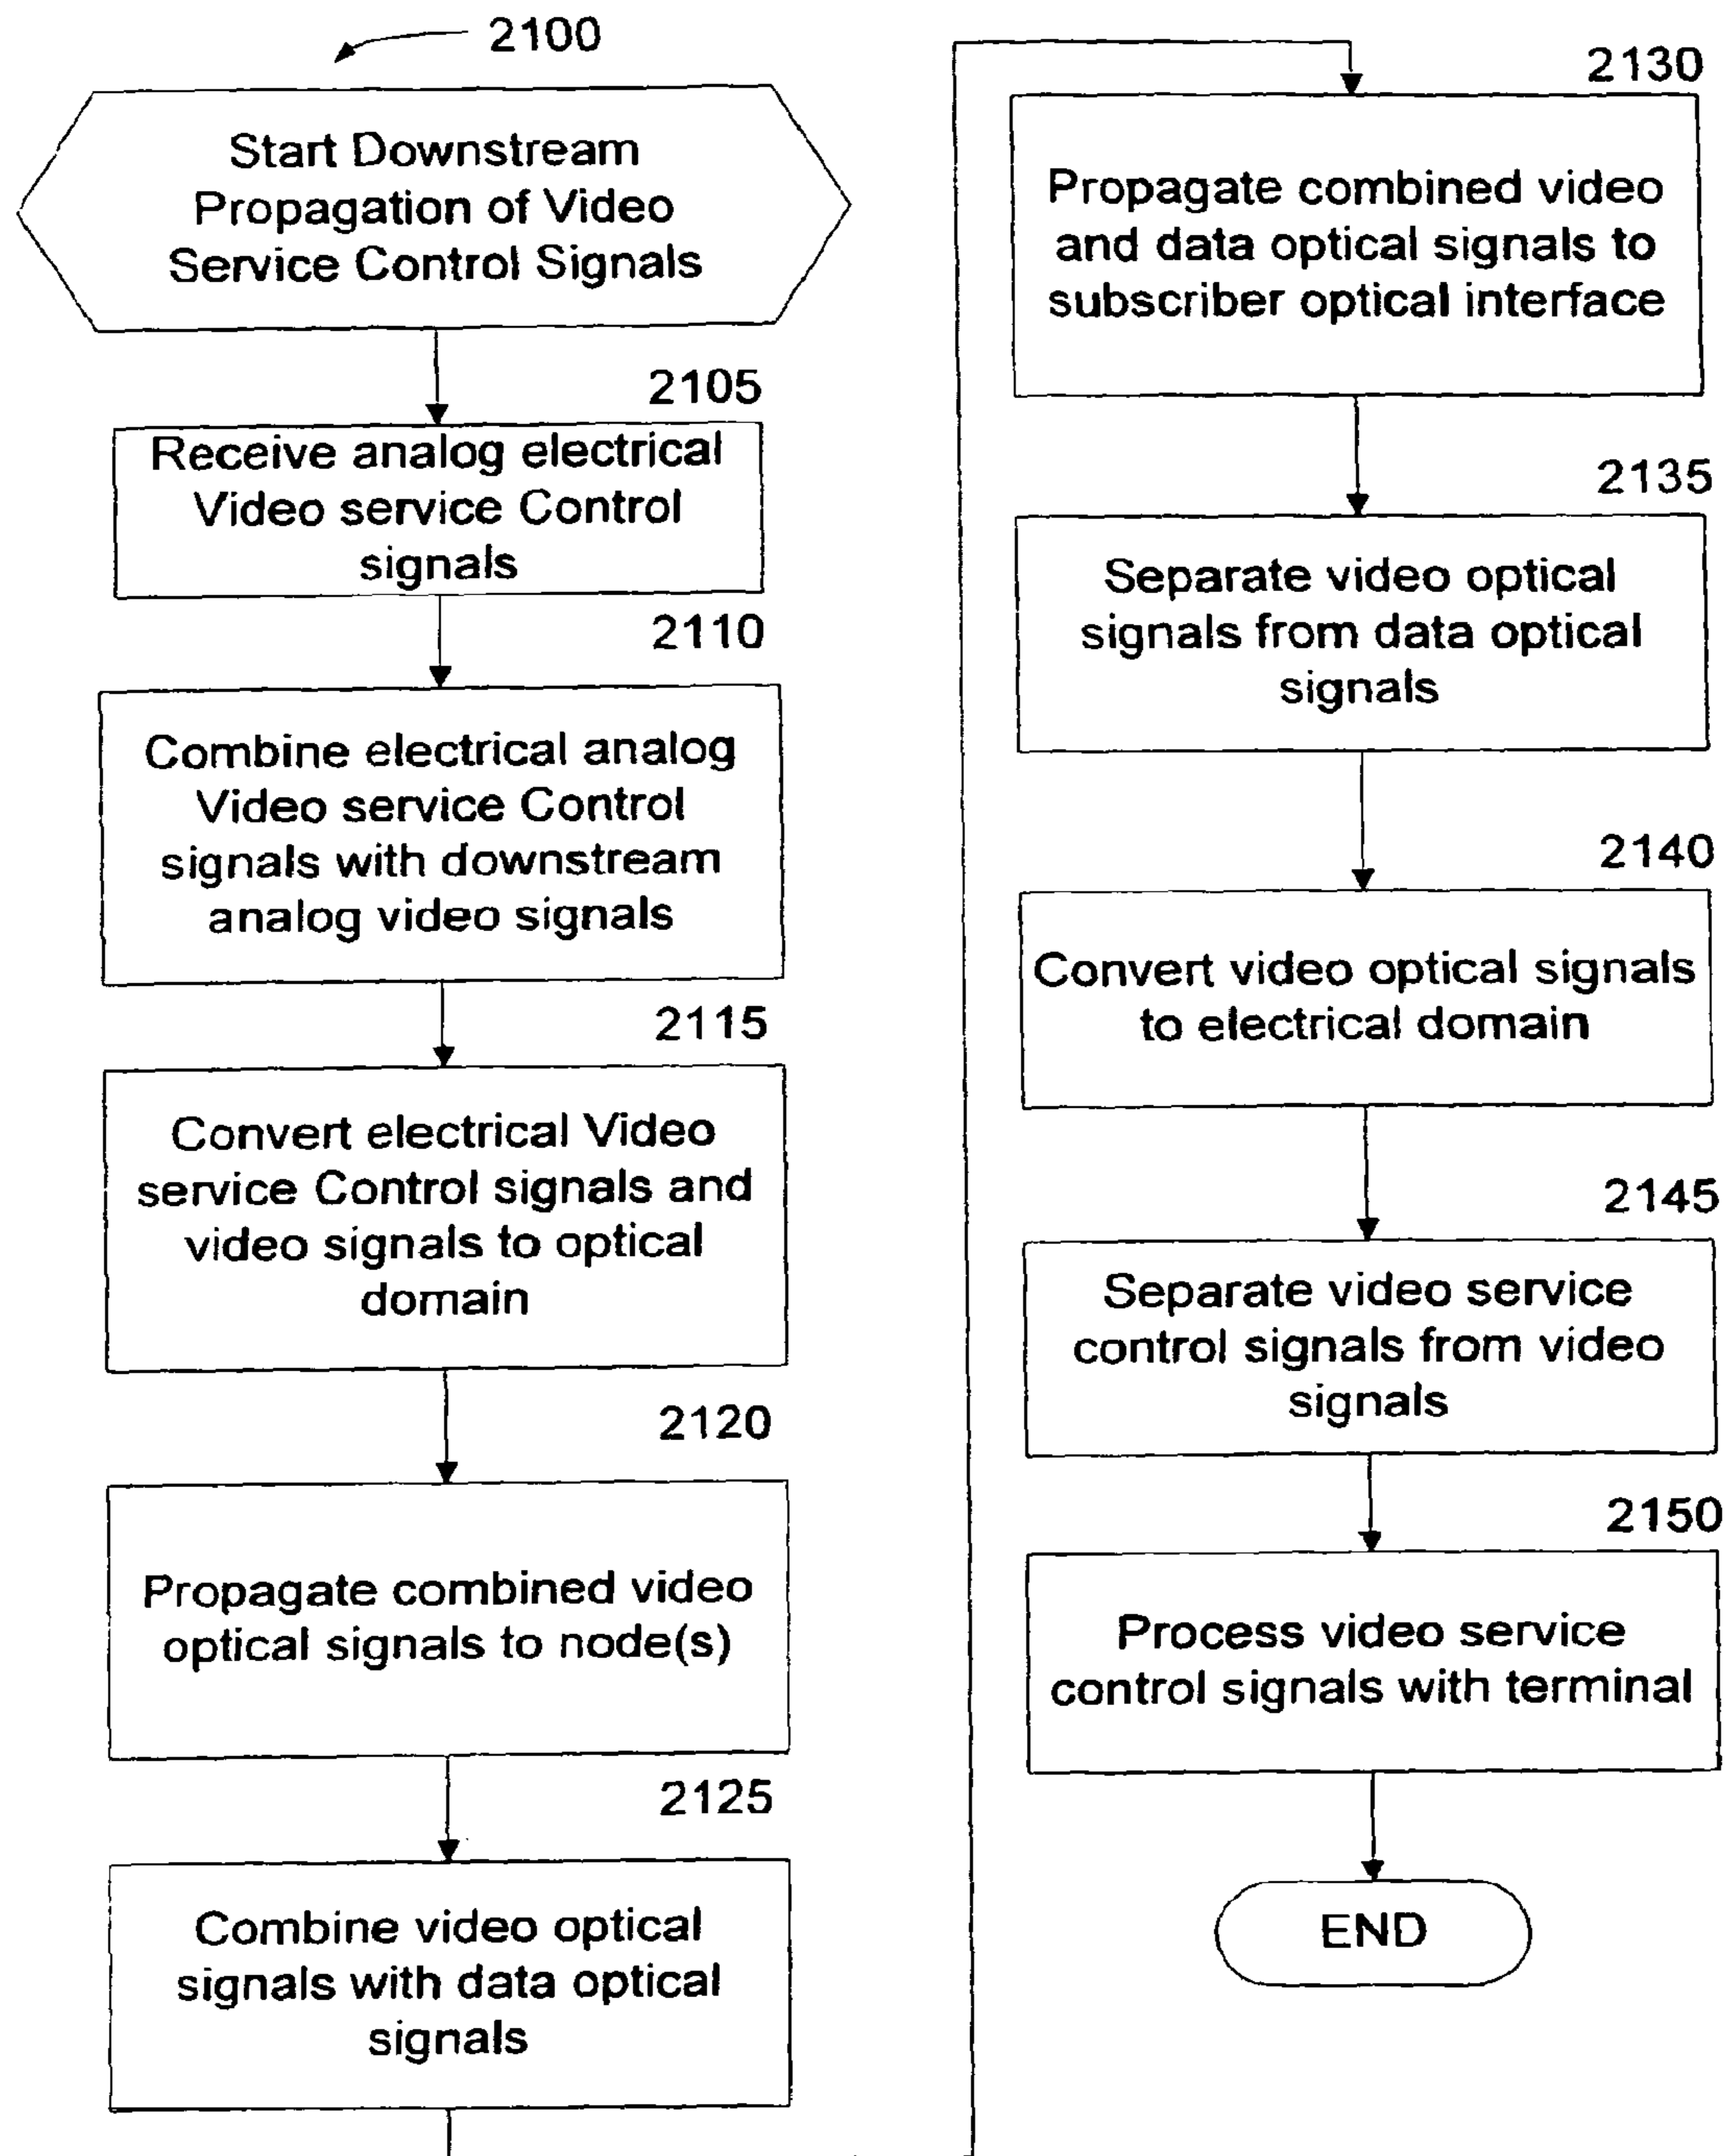 2100
Start Downstream
Propagation of Video
Service Control Signals
2105
Receive analog electrical
Video service Control
signals
2110
Combine electrical analog
Video service Control
signals with downstream
analog video signals
2115
Convert electrical Video
service Control signals and
video signals to optical
domain
2120
Propagate combined video
optical signals to node(s)
2125
Combine video optical
signals with data optical
signals
2130
Propagate combined video
and data optical signals to
subscriber optical interface
2135
Separate video optical
signals from data optical
signals
2140
Convert video optical signals
to electrical domain
2145
Separate video service
control signals from video
signals
2150
Process video service
control signals with terminal
END